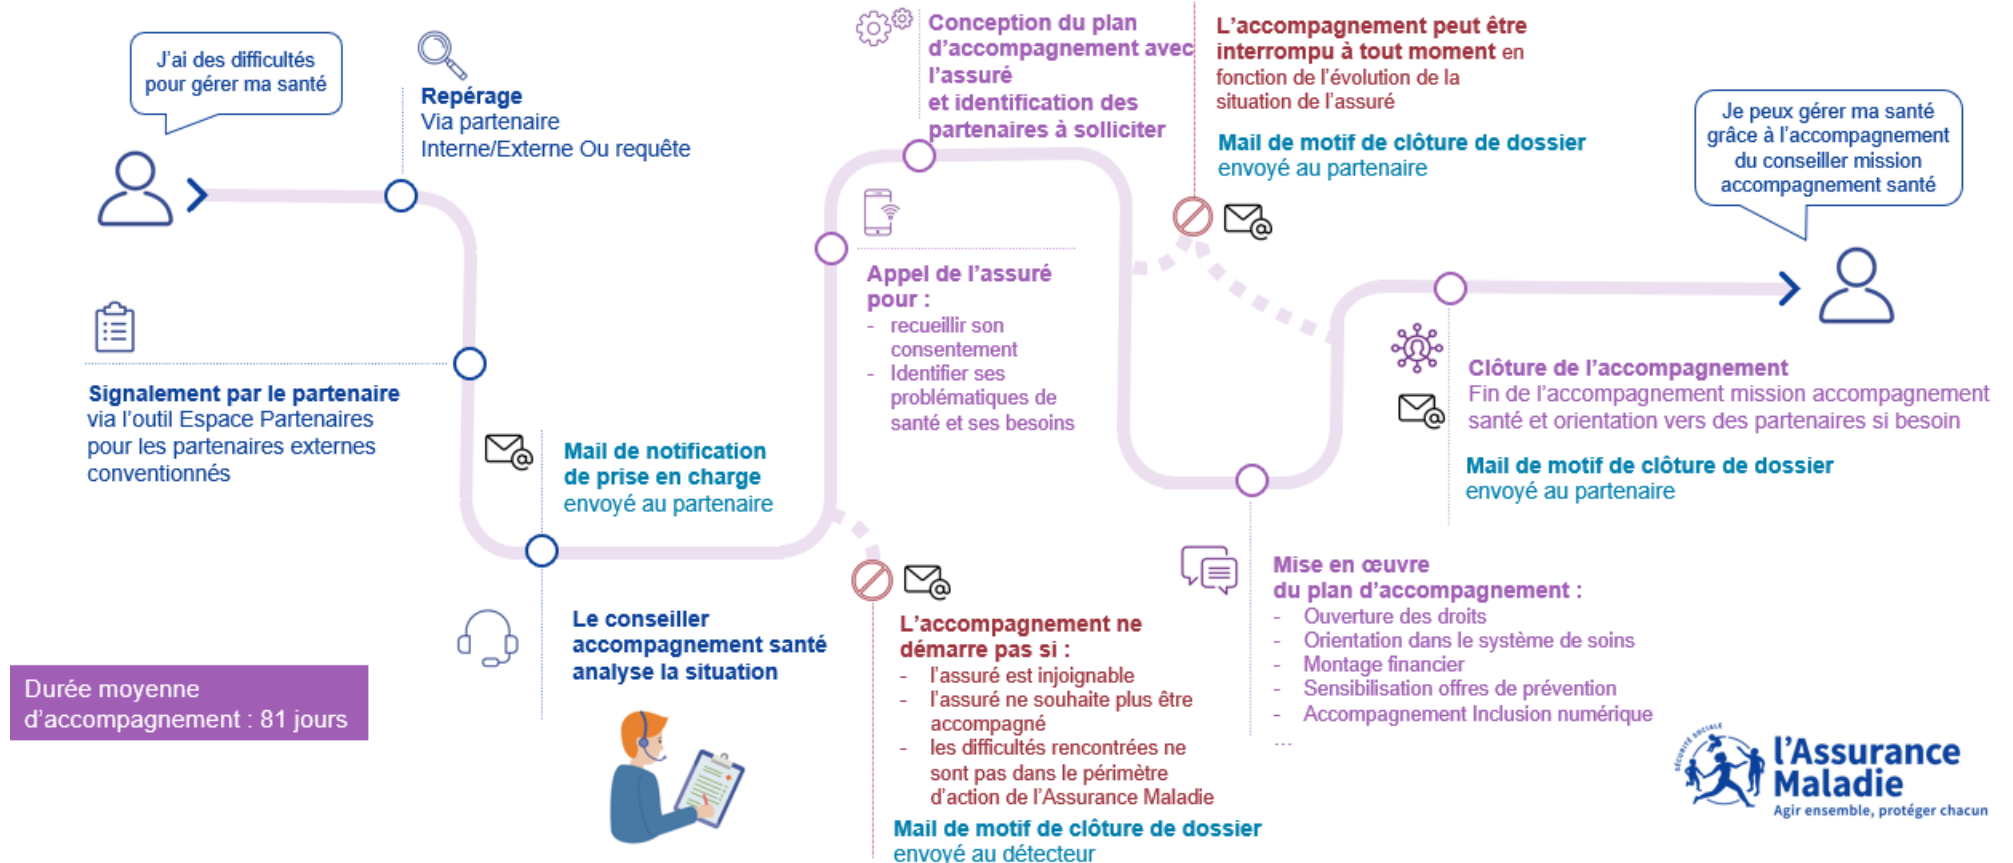 J'ai des difficultés
pour gérer ma santé
Repérage
Via partenaire
Interne/Externe Ou requête
Signalement par le partenaire
via l'outil Espace Partenaires
pour les partenaires externes
conventionnés
Mail de notification
de prise en charge
envoyé au partenaire
Le conseiller
accompagnement santé
analyse la situation
Durée moyenne
d'accompagnement : 81 jours
Conception du plan
d'accompagnement avec
l'assuré
et identification des
partenaires à solliciter
Appel de l'assuré
pour :
- recueillir son
consentement
- Identifier ses
problématiques de
santé et ses besoins
L'accompagnement ne
démarre pas si :
- l'assuré est injoignable
- l'assuré ne souhaite plus être
accompagné
- les difficultés rencontrées ne
sont pas dans le périmètre
d'action de l'Assurance Maladie
Mail de motif de clôture de dossier
envoyé au détecteur
L'accompagnement peut être
interrompu à tout moment en
fonction de l'évolution de la
situation de l'assuré
Mail de motif de clôture de dossier
envoyé au partenaire
Mise en œuvre
du plan d'accompagnement :
- Ouverture des droits
- Orientation dans le système de soins
- Montage financier
- Sensibilisation offres de prévention
- Accompagnement Inclusion numérique
...
Clôture de l'accompagnement
Fin de l'accompagnement mission accompagnement
santé et orientation vers des partenaires si besoin
Mail de motif de clôture de dossier
envoyé au partenaire
Je peux gérer ma santé
grâce à l'accompagnement
du conseiller mission
accompagnement santé
SÉCURITÉ SOCIALE
l'Assurance
Maladie
Agir ensemble, protéger chacun